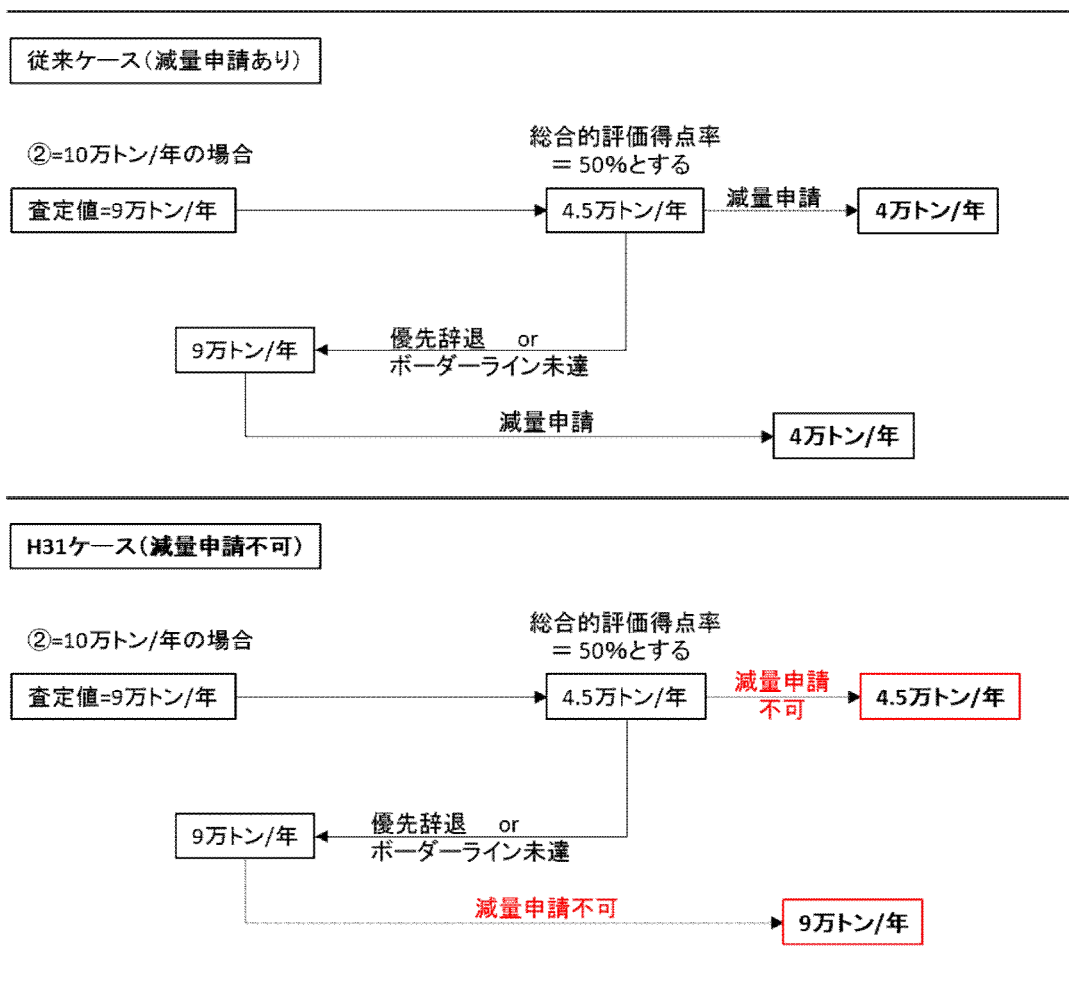 従来ケース(減量申請あり)
②=10万トン/年の場合
総合的評価得点率
= 50%とする
査定値=9万トン/年
4.5万トン/年
減量申請
4万トン/年
9万トン/年
優先辞退 or
ボーダーライン未達
減量申請
4万トン/年
H31ケース(減量申請不可)
②=10万トン/年の場合
総合的評価得点率
= 50%とする
査定値=9万トン/年
4.5万トン/年
減量申請
不可
4.5万トン/年
9万トン/年
優先辞退 or
ボーダーライン未達
減量申請不可
9万トン/年